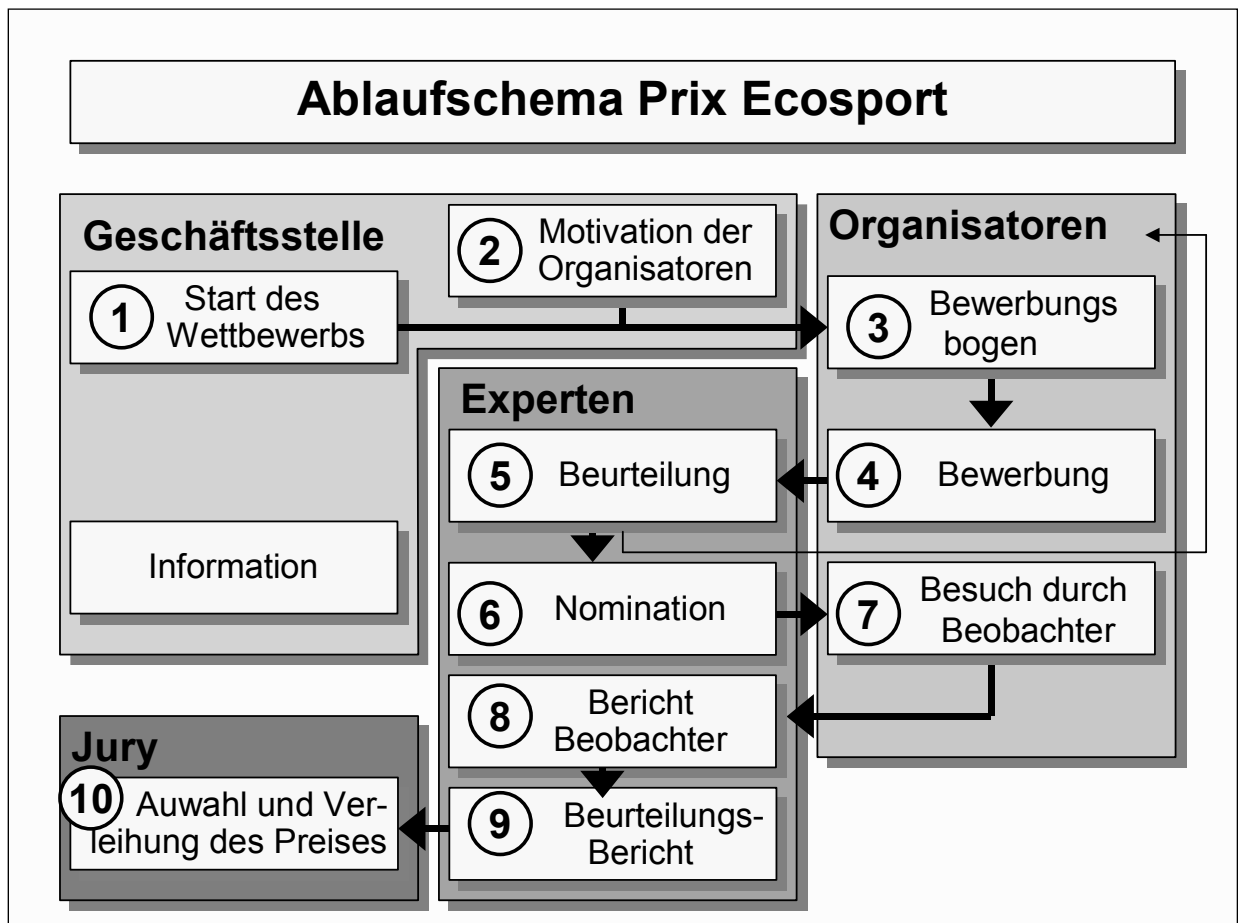 Ablaufschema Prix Ecosport
Geschäftsstelle
1
Start des
Wettbewerbs
2
Motivation der
Organisatoren
Organisatoren
3
Bewerbungs
bogen
4
Bewerbung
Experten
5
Beurteilung
6
Nomination
7
Besuch durch
Beobachter
8
Bericht
Beobachter
9
Beurteilungs-
Bericht
Information
Jury
10
Auwahl und Ver-
leihung des Preises